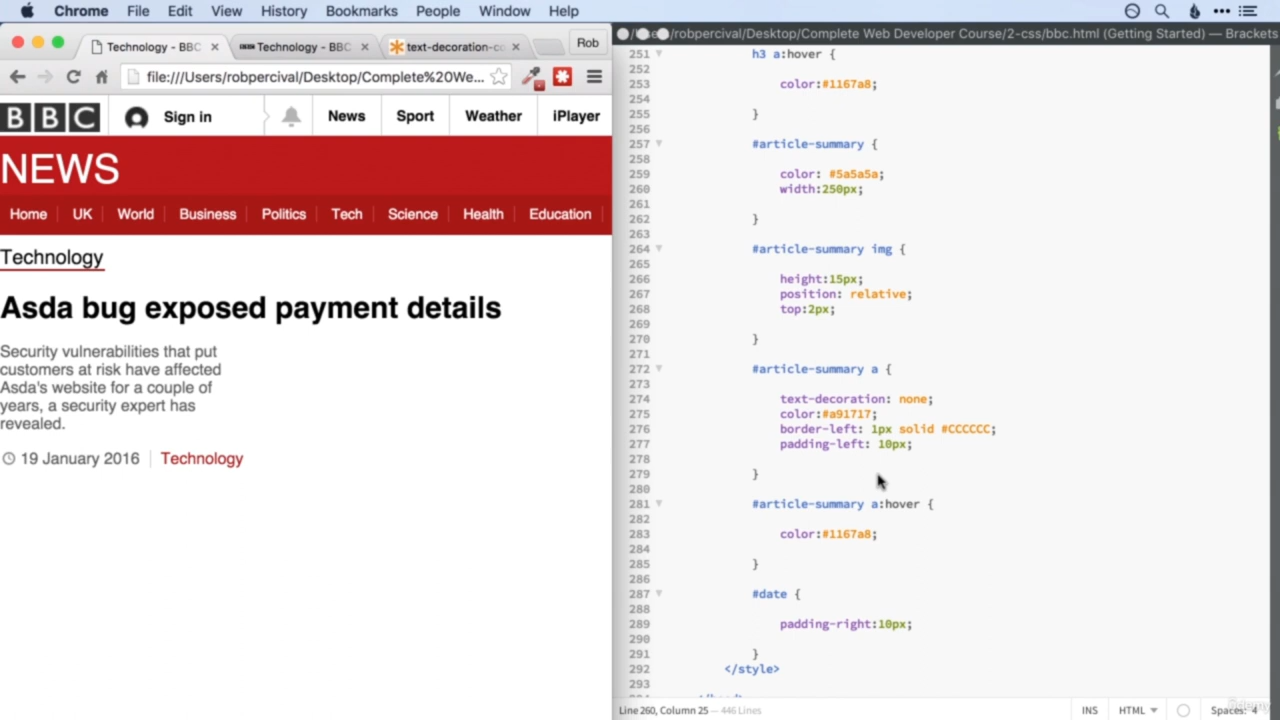 Chrome File Edit View History Bookmarks People Window Help
Technology - BBC
Technology - BBC
text-decoration-co
Rob
/robpercival/Desktop/Complete Web Developer Course/2-css/bbc.html (Getting Started) — Brackets
file:///Users/robpercival/Desktop/Complete%20We...
BBC Sign in News Sport Weather iPlayer
NEWS
Home UK World Business Politics Tech Science Health Education
Technology
Asda bug exposed payment details
Security vulnerabilities that put
customers at risk have affected
Asda's website for a couple of
years, a security expert has
revealed.
19 January 2016 Technology
251 h3 a:hover {
252
253 color:#1167a8;
254
255 }
256
257 #article-summary {
258
259 color: #5a5a5a;
260 width:250px;
261
262 }
263
264 #article-summary img {
265
266 height:15px;
267 position: relative;
268 top:2px;
269
270 }
271
272 #article-summary a {
273
274 text-decoration: none;
275 color:#a91717;
276 border-left: 1px solid #CCCCCC;
277 padding-left: 10px;
278
279 }
280
281 #article-summary a:hover {
282
283 color:#1167a8;
284
285 }
286
287 #date {
288
289 padding-right:10px;
290
291 }
292 </style>
293
Line 260, Column 25 — 446 Lines
INS HTML Spaces: 4